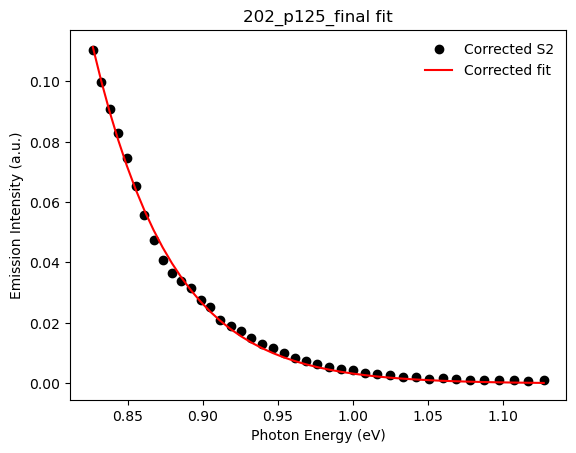 202_p125_final fit
Corrected S2
Corrected fit
Emission Intensity (a.u.)
0.10
0.08
0.06
0.04
0.02
0.00
0.85
0.90
0.95
1.00
1.05
1.10
Photon Energy (eV)